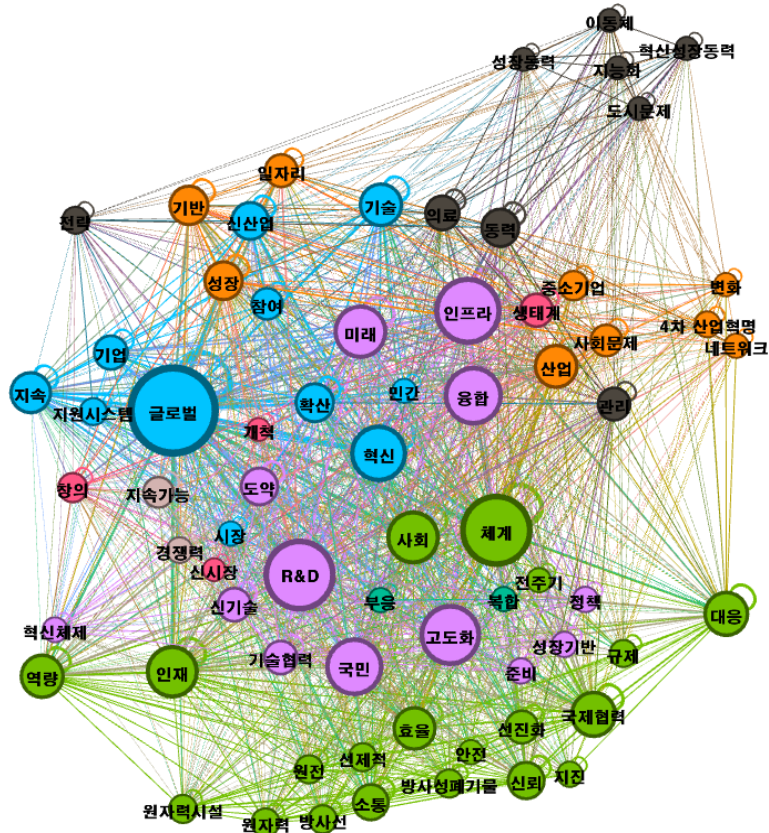 이동체
혁신성장동력
성장동력
지능화
도시문제
일자리
전략
기반
신산업
기술
의료
동력
성장
참여
중소기업
변화
인프라
생태계
4차 산업혁명
미래
사회문제
네트워크
기업
산업
지속
지원시스템
글로벌
확산
민간
융합
관리
개척
혁신
창의
지속가능
도약
시장
사회
체계
경쟁력
신시장
R&D
전주기
신기술
부응
복합
정책
대응
혁신체제
고도화
성장기반
규제
역량
인재
기술협력
국민
준비
국제협력
효율
선진화
안전
원전
선제적
신뢰
지진
방사성폐기물
원자력시설
소통
원자력
방사선